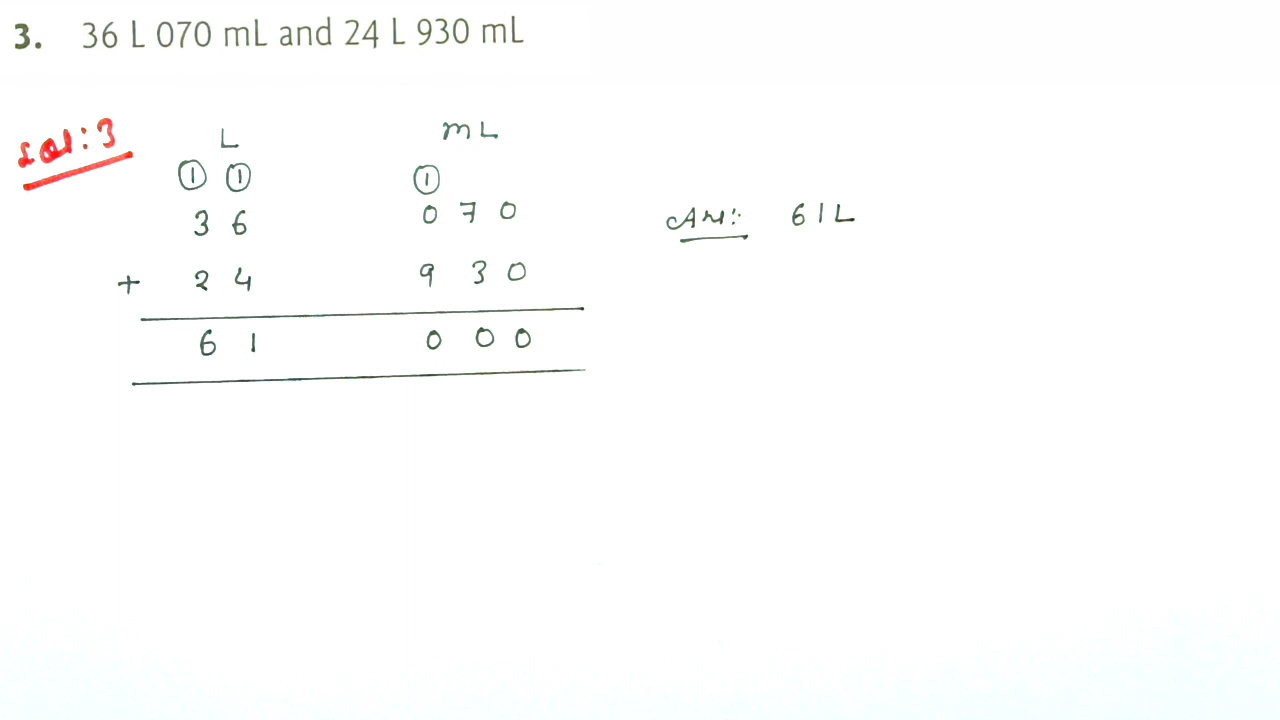 3. 36 L 070 mL and 24 L 930 mL
Sol: 3
L mL
1 1 1
3 6 0 7 0
+ 2 4 9 3 0
6 1 0 0 0
Ans: 61L